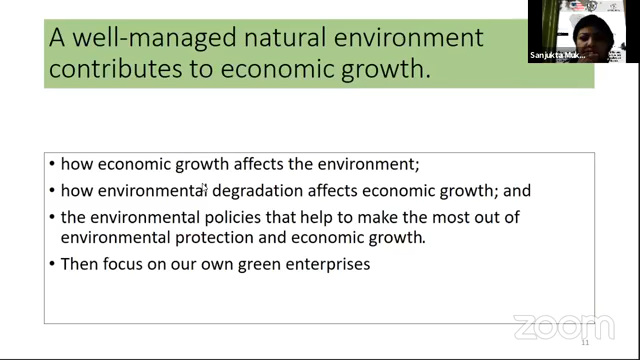 A well-managed natural environment
contributes to economic growth.
Sanjukta Muk...
• how economic growth affects the environment;
• how environmental degradation affects economic growth; and
• the environmental policies that help to make the most out of
environmental protection and economic growth.
• Then focus on our own green enterprises
zoom
11